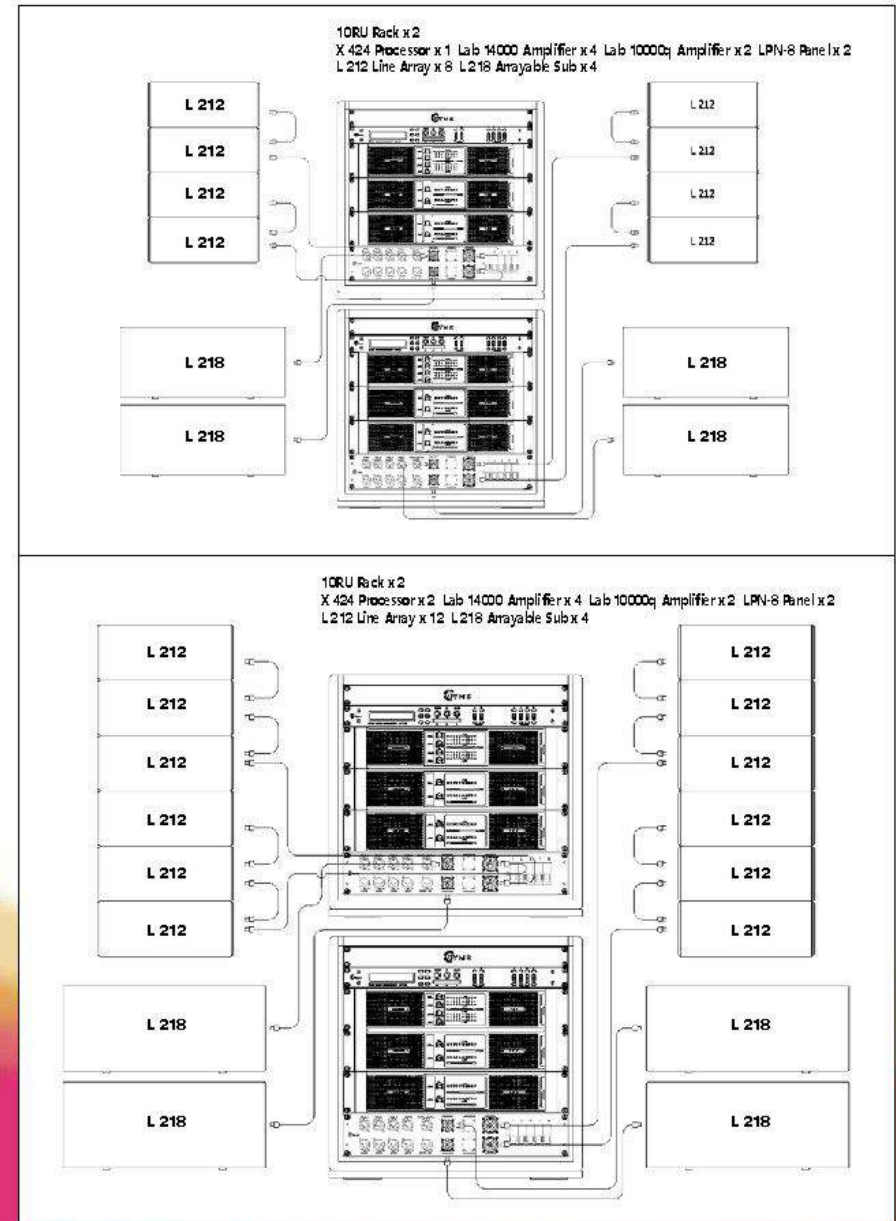 10RU Rack x 2
X 424 Processor x 1 Lab 14000 Amplifier x 4 Lab 10000q Amplifier x 2 LPN-8 Panel x 2
L 212 Line Array x 8 L 218 Arrayable Sub x 4
L 212
L 212
L 212
L 212
L 212
L 212
L 212
L 212
L 218
L 218
L 218
L 218
10RU Rack x 2
X 424 Processor x 2 Lab 14000 Amplifier x 4 Lab 10000q Amplifier x 2 LPN-8 Panel x 2
L 212 Line Array x 12 L 218 Arrayable Sub x 4
L 212
L 212
L 212
L 212
L 212
L 212
L 212
L 212
L 212
L 212
L 212
L 212
L 218
L 218
L 218
L 218